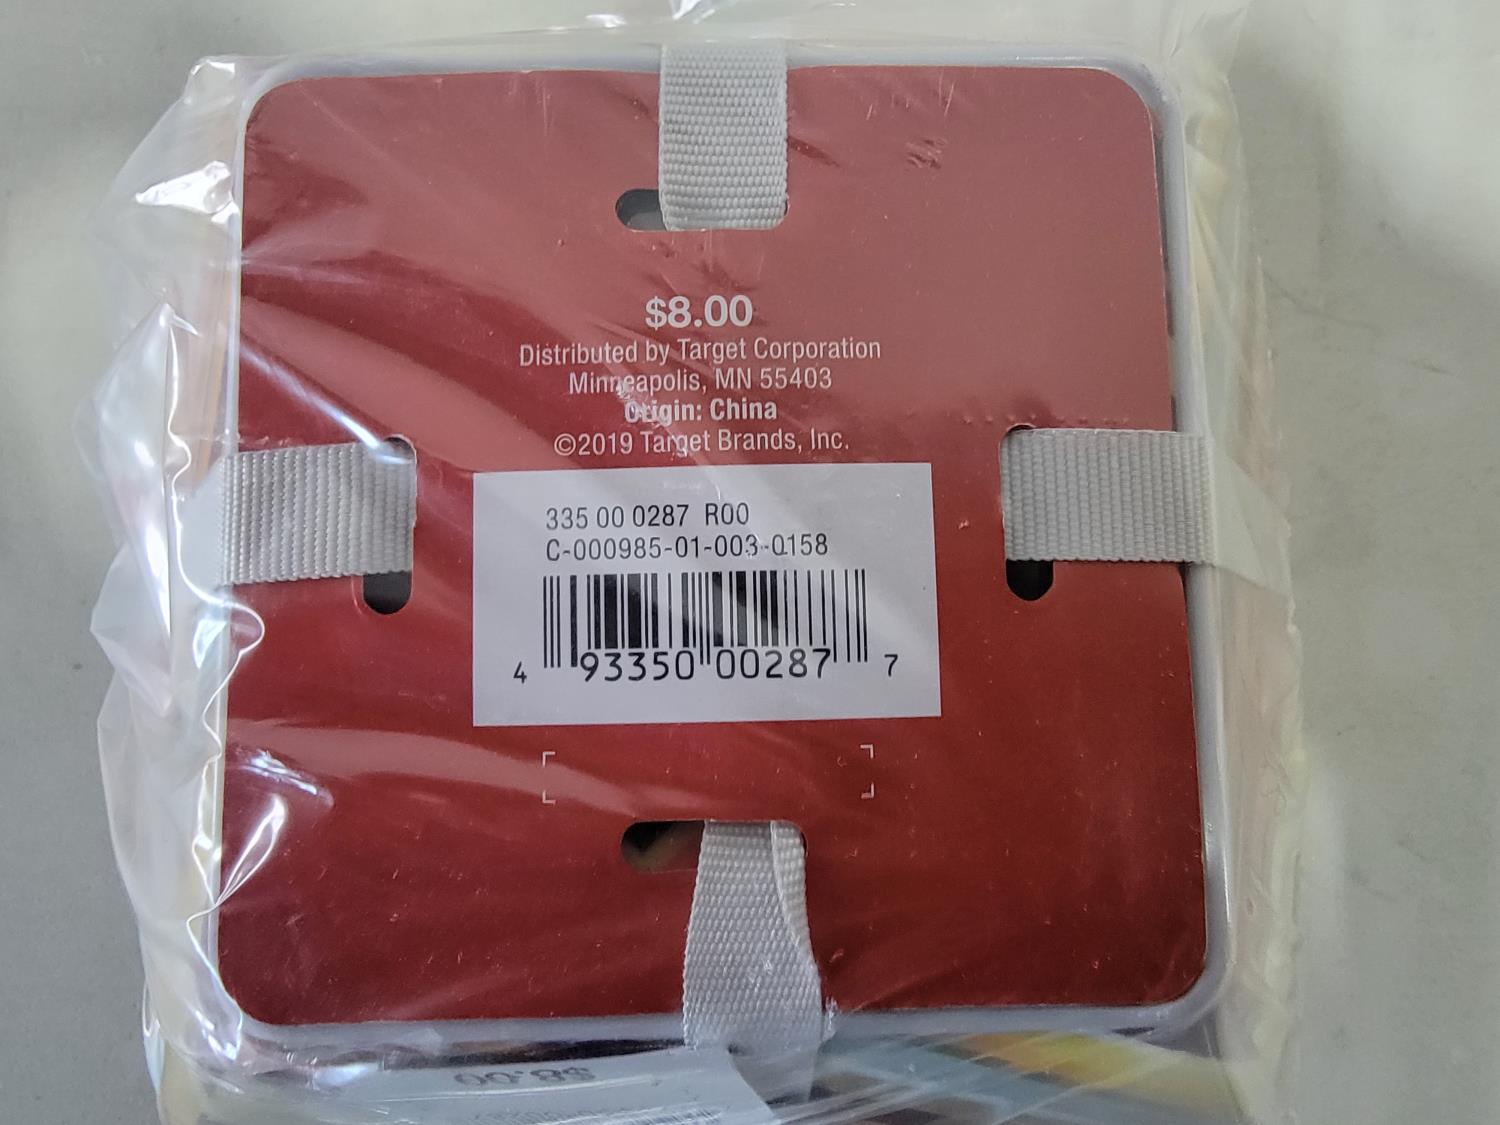 $8.00
Distributed by Target Corporation
Minneapolis, MN 55403
Origin: China
©2019 Target Brands, Inc.
335 00 0287 R00
C-000985-01-003-0158
4 93350 00287 7
$8.00